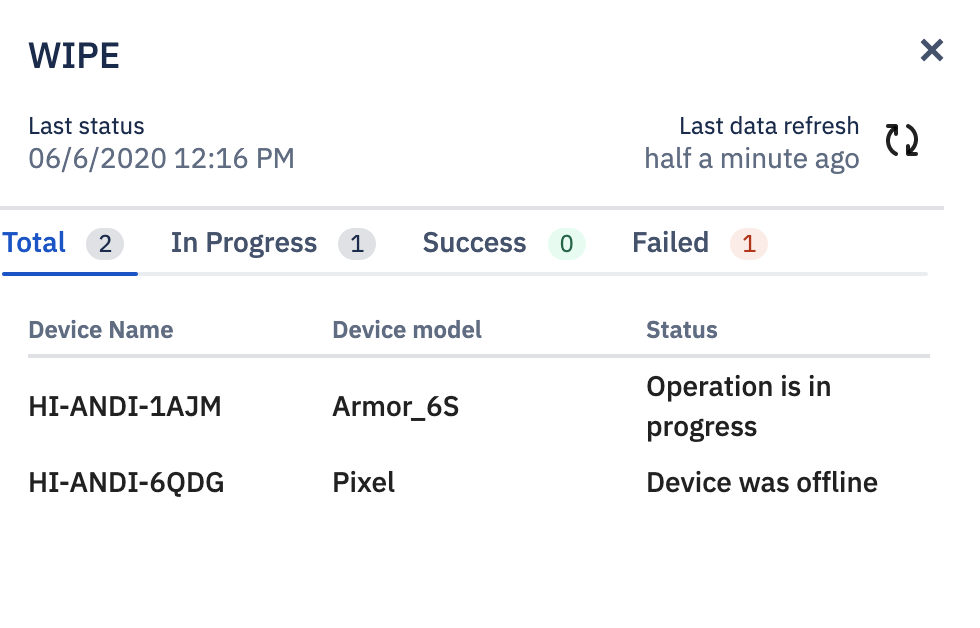 WIPE
Last status
06/6/2020 12:16 PM
Last data refresh
half a minute ago
Total 2 In Progress 1 Success 0 Failed 1
Device Name Device model Status
HI-ANDI-1AJM Armor_6S Operation is in
progress
HI-ANDI-6QDG Pixel Device was offline